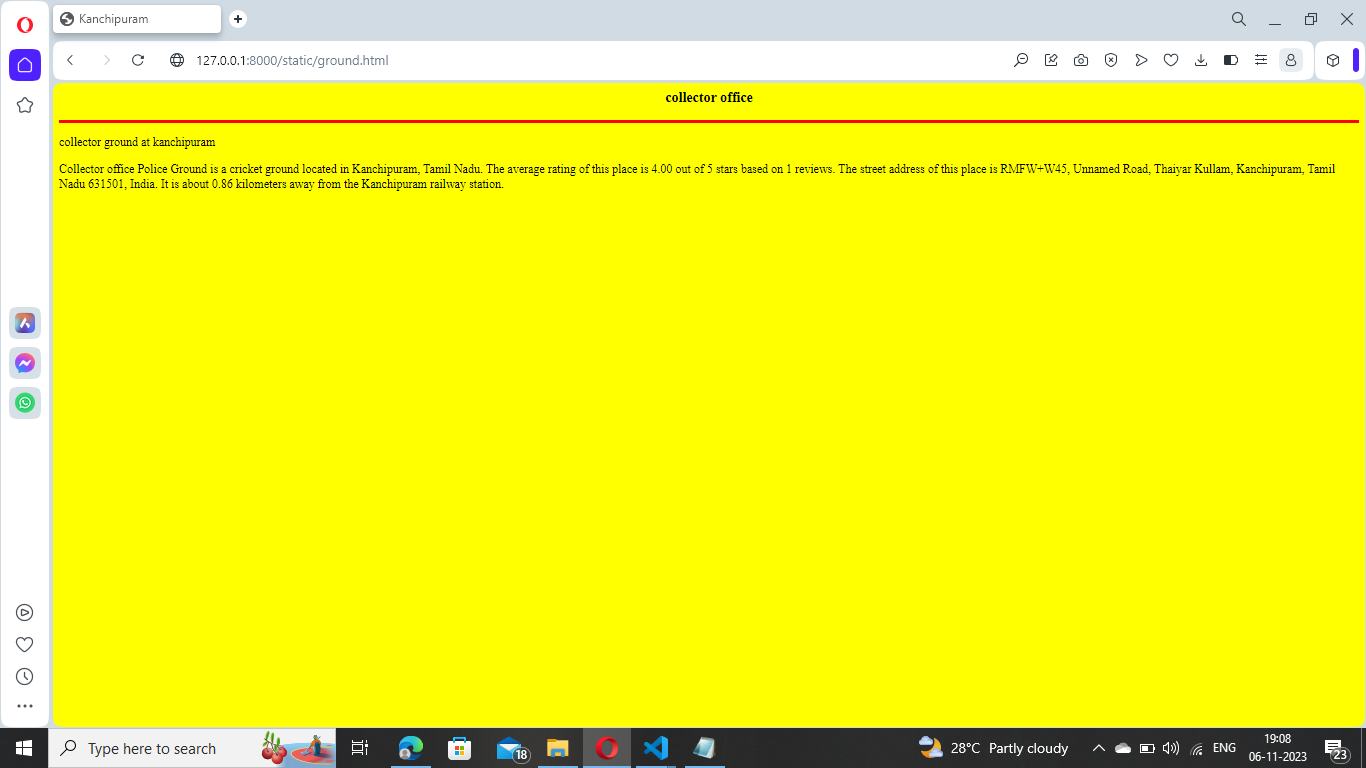 Kanchipuram
127.0.0.1:8000/static/ground.html
collector office
collector ground at kanchipuram
Collector office Police Ground is a cricket ground located in Kanchipuram, Tamil Nadu. The average rating of this place is 4.00 out of 5 stars based on 1 reviews. The street address of this place is RMFW+W45, Unnamed Road, Thaiyar Kullam, Kanchipuram, Tamil
Nadu 631501, India. It is about 0.86 kilometers away from the Kanchipuram railway station.
Type here to search
18
28°C Partly cloudy
ENG
19:08
06-11-2023
23